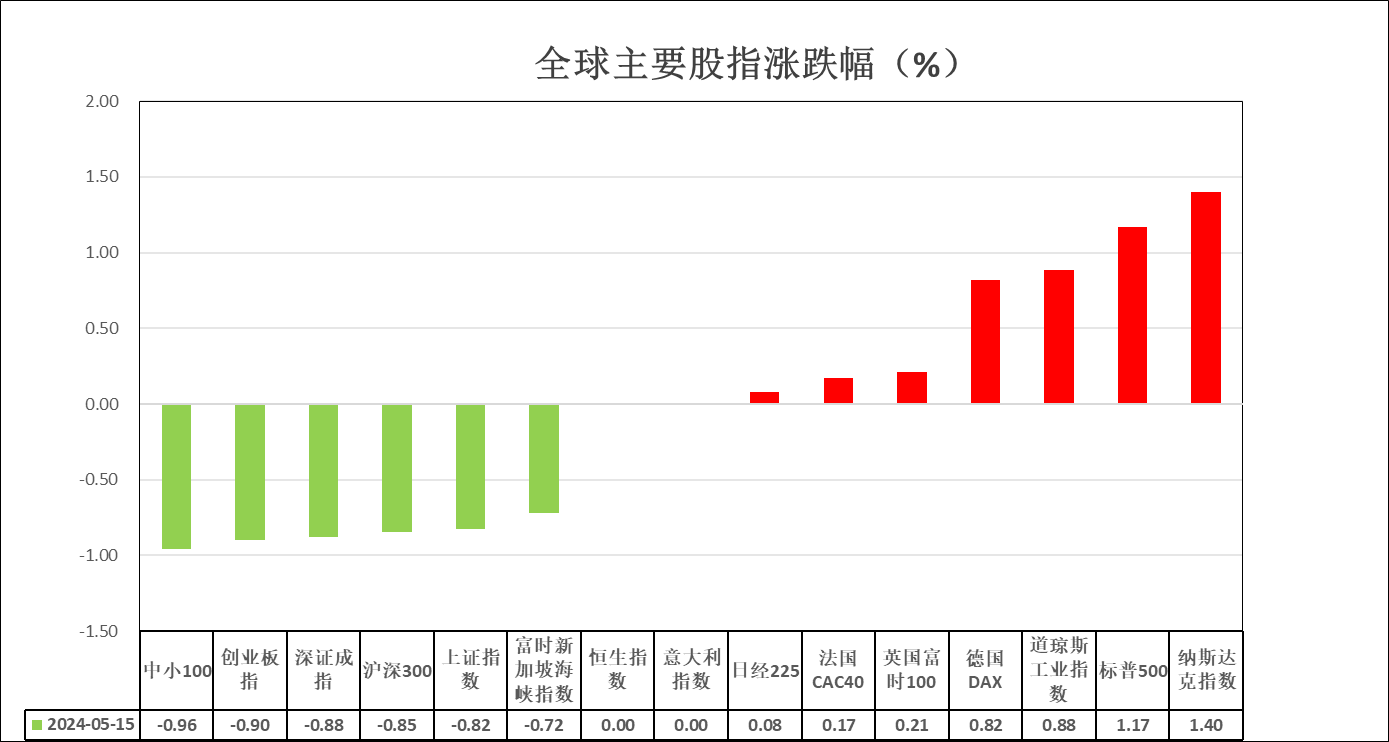 全球主要股指涨跌幅（%）
2.00
1.50
1.00
0.50
0.00
-0.50
-1.00
-1.50
中小100
创业板
指
深证成
指
沪深300
上证指
数
富时新
加坡海
峡指数
恒生指
数
意大利
指数
日经225
法国
CAC40
英国富
时100
德国
DAX
道琼斯
工业指
数
标普500
纳斯达
克指数
2024-05-15 -0.96 -0.90 -0.88 -0.85 -0.82 -0.72 0.00 0.00 0.08 0.17 0.21 0.82 0.88 1.17 1.40